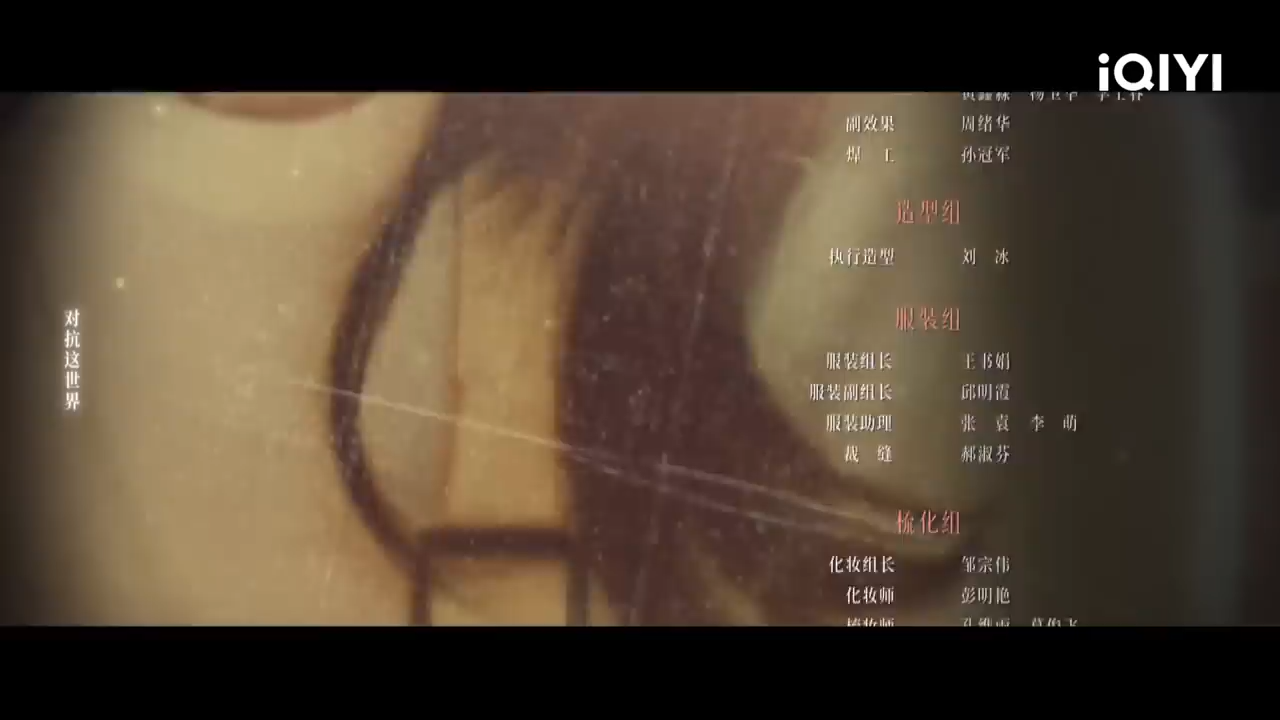 iQIYI
副效果 周绪华
焊 工 孙冠军
造型组
执行造型 刘 冰
服装组
服装组长 王书娟
服装副组长 邱明霞
服装助理 张 袁 李 萌
裁 缝 郝淑芬
梳化组
化妆组长 邹宗伟
化妆师 彭明艳
对抗这世界